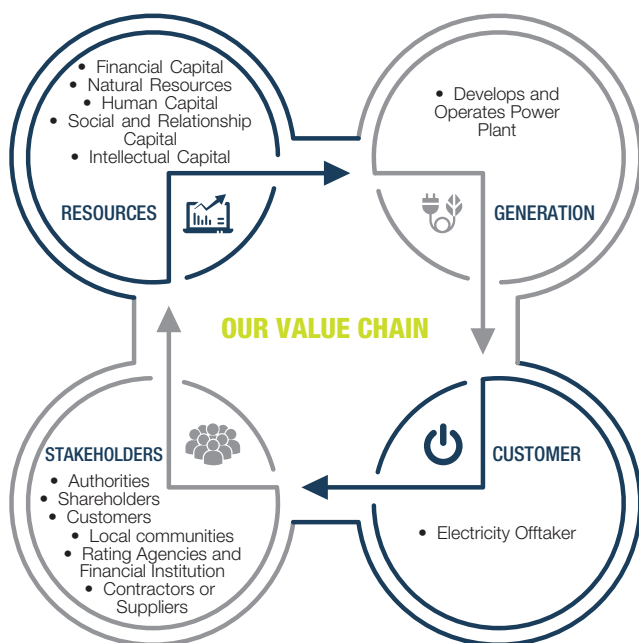 • Financial Capital
• Natural Resources
• Human Capital
• Social and Relationship
Capital
• Intellectual Capital
RESOURCES
• Develops and
Operates Power
Plant
GENERATION
OUR VALUE CHAIN
STAKEHOLDERS
• Authorities
• Shareholders
• Customers
• Local communities
• Rating Agencies and
Financial Institution
• Contractors or
Suppliers
CUSTOMER
• Electricity Offtaker